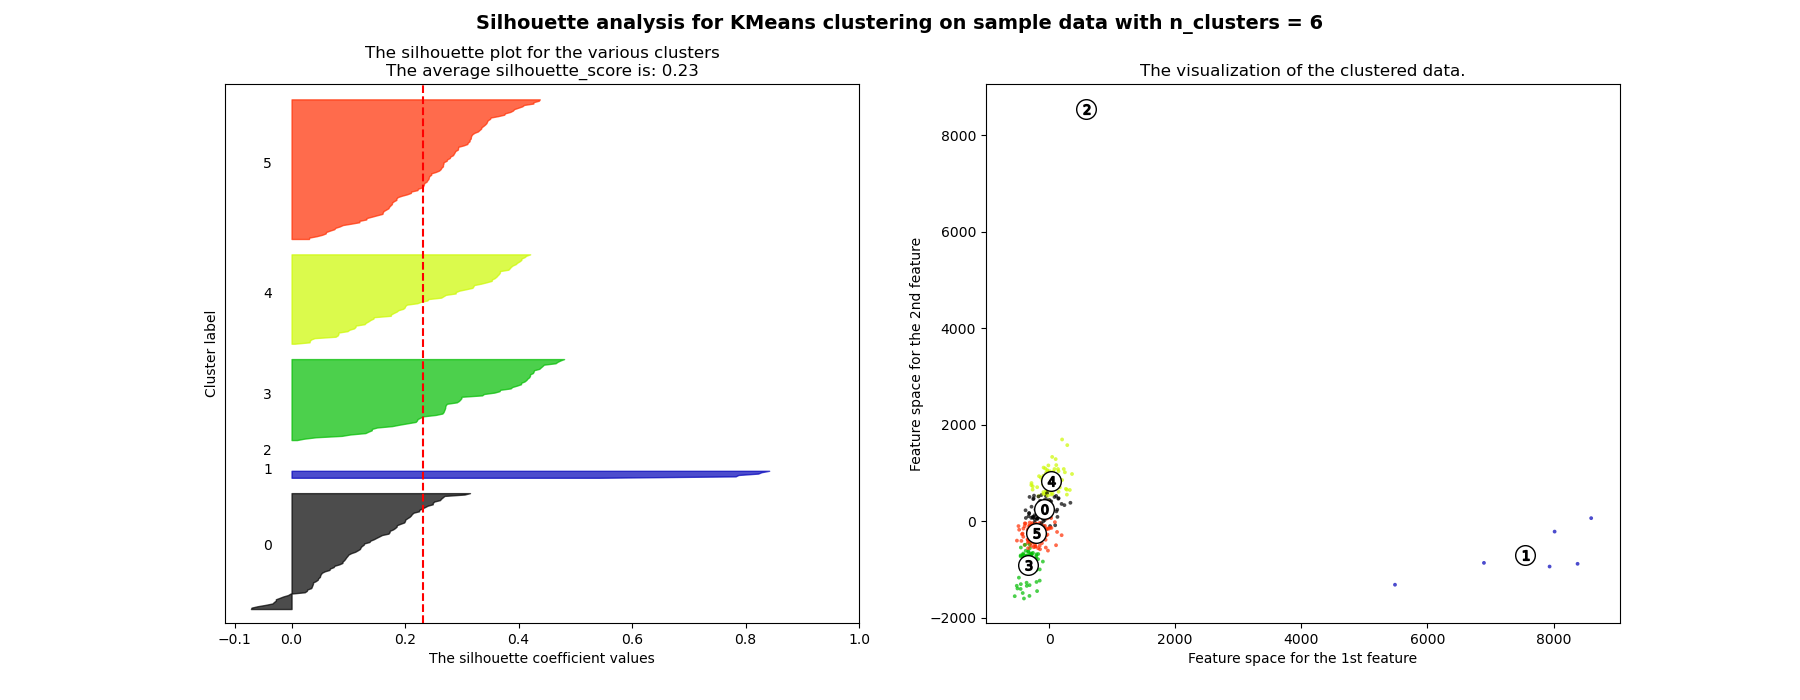 Silhouette analysis for KMeans clustering on sample data with n_clusters = 6
The silhouette plot for the various clusters
The average silhouette_score is: 0.23
5
4
3
2
1
0
Cluster label
−0.1 0.0 0.2 0.4 0.6 0.8 1.0
The silhouette coefficient values
The visualization of the clustered data.
2
4
0
5
3
1
8000
6000
4000
2000
0
−2000
Feature space for the 2nd feature
0 2000 4000 6000 8000
Feature space for the 1st feature